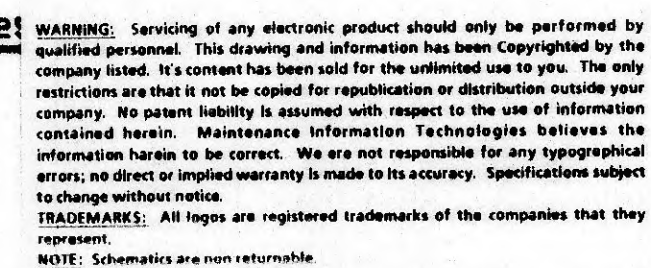 WARNING: Servicing of any electronic product should only be performed by
qualified personnel. This drawing and information has been Copyrighted by the
company listed. It's content has been sold for the unlimited use to you. The only
restrictions are that it not be copied for republication or distribution outside your
company. No patent liability is assumed with respect to the use of information
contained herein. Maintenance Information Technologies believes the
information herein to be correct. We are not responsible for any typographical
errors; no direct or implied warranty is made to its accuracy. Specifications subject
to change without notice.
TRADEMARKS: All logos are registered trademarks of the companies that they
represent.
NOTE: Schematics are non returnable.